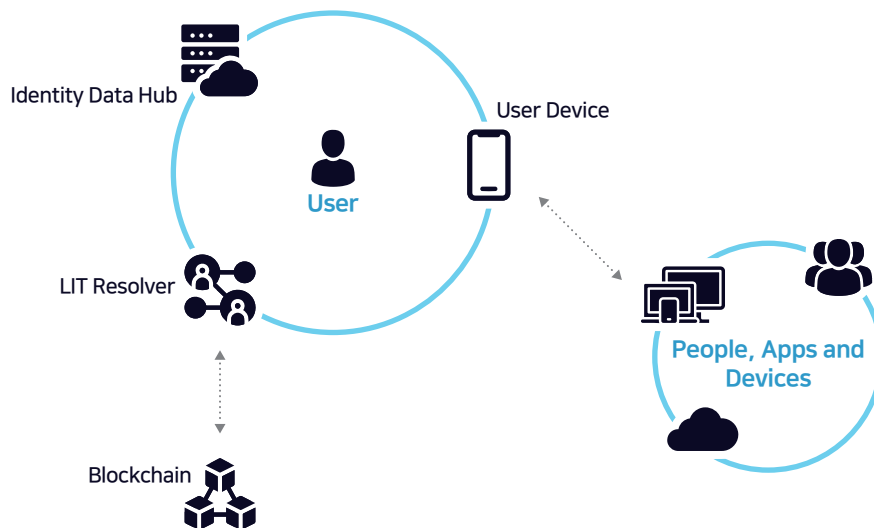 Identity Data Hub
User Device
User
LIT Resolver
People, Apps and
Devices
Blockchain